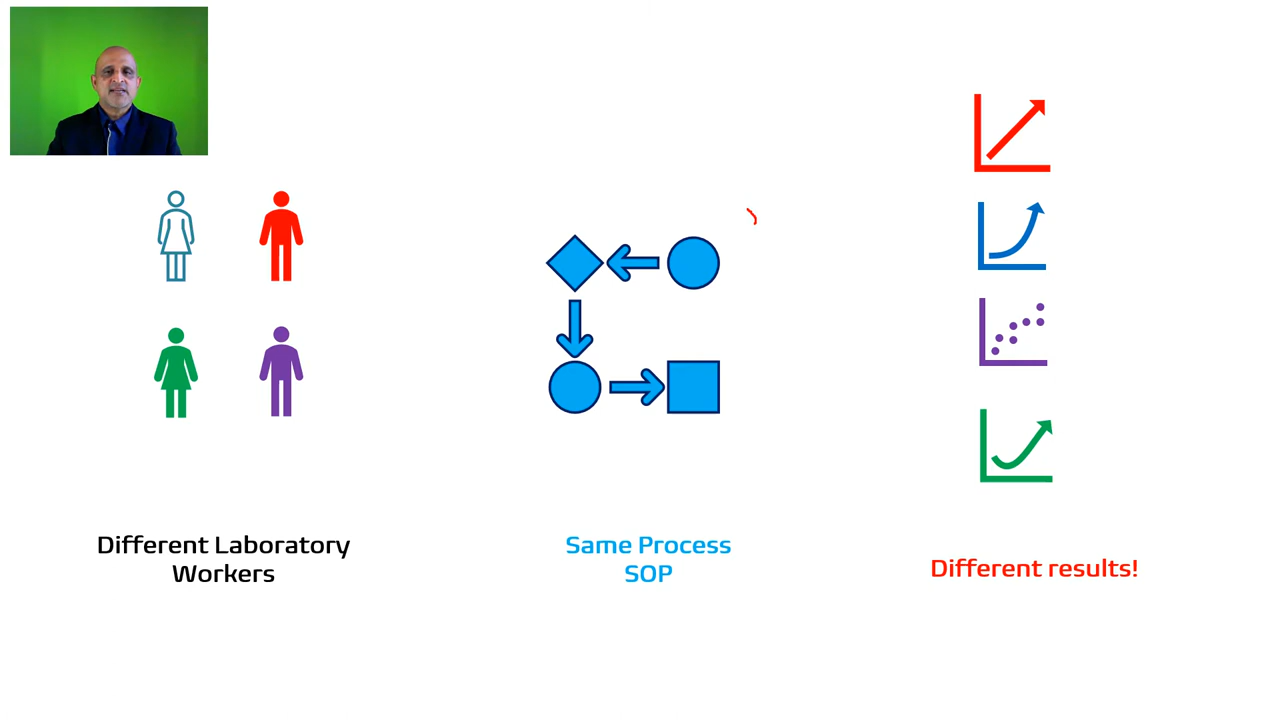 Different Laboratory
Workers
Same Process
SOP
Different results!